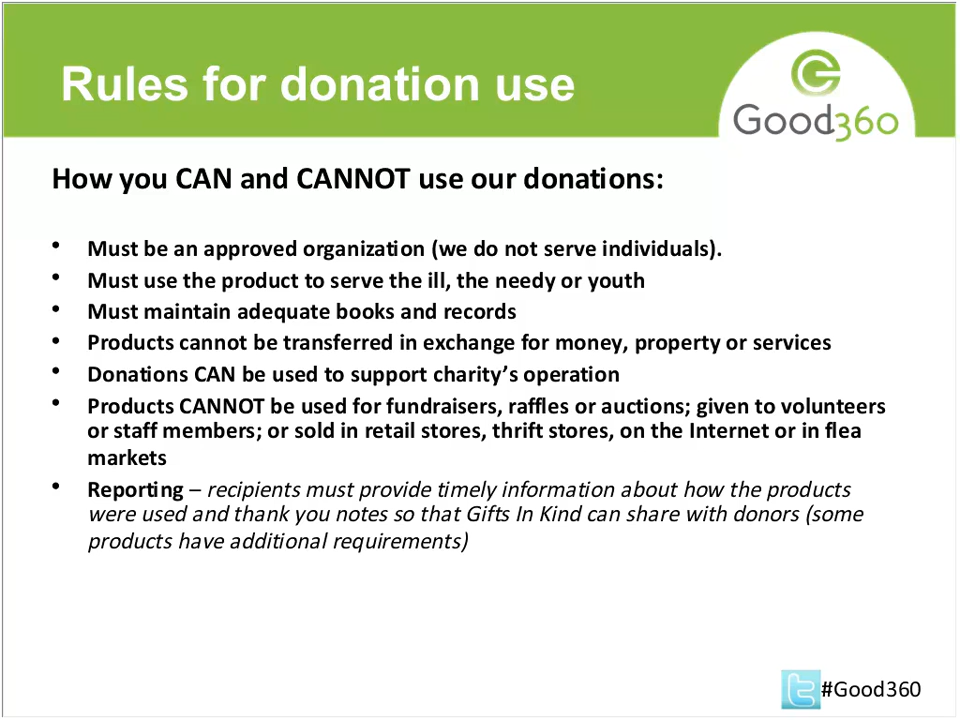 Rules for donation use
Good360
How you CAN and CANNOT use our donations:
• Must be an approved organization (we do not serve individuals).
• Must use the product to serve the ill, the needy or youth
• Must maintain adequate books and records
• Products cannot be transferred in exchange for money, property or services
• Donations CAN be used to support charity’s operation
• Products CANNOT be used for fundraisers, raffles or auctions; given to volunteers
or staff members; or sold in retail stores, thrift stores, on the Internet or in flea
markets
• Reporting – recipients must provide timely information about how the products
were used and thank you notes so that Gifts In Kind can share with donors (some
products have additional requirements)
#Good360